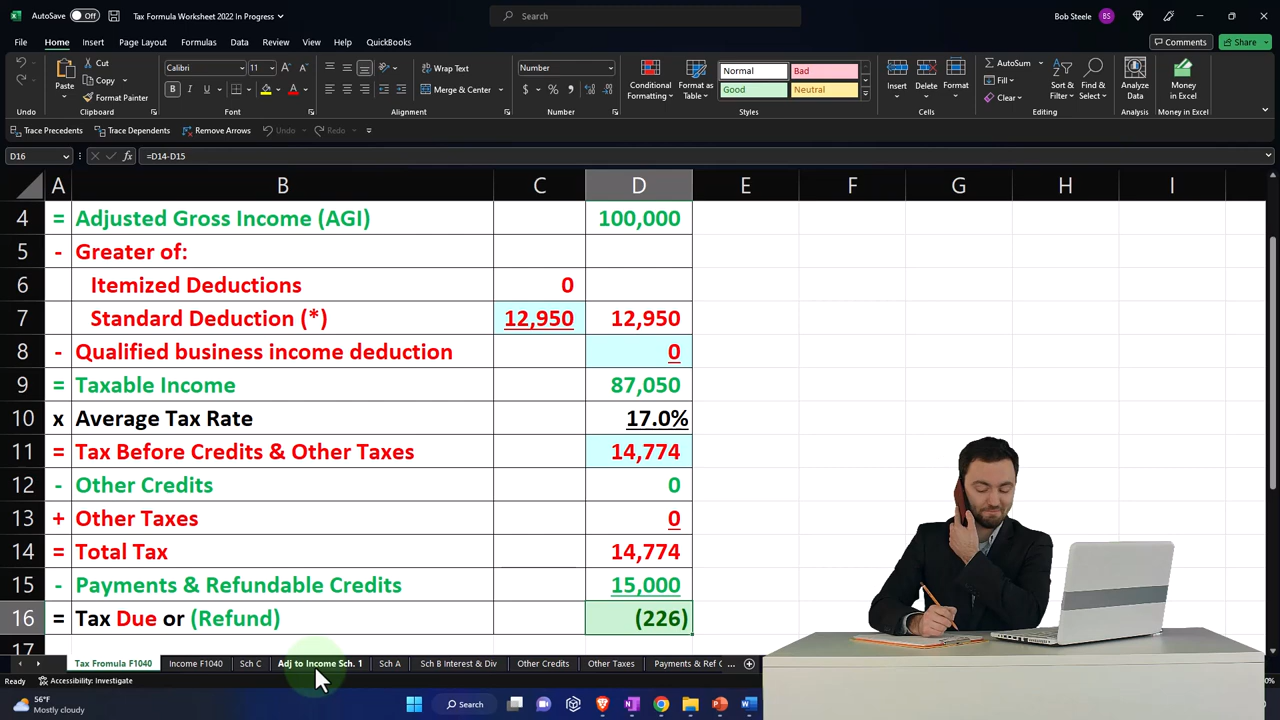 AutoSave Off Tax Formula Worksheet 2022 In Progress Search Bob Steele BS
File Home Insert Page Layout Formulas Data Review View Help QuickBooks Comments Share
Cut Calibri 11 Wrap Text Number Normal Bad AutoSum
Paste Copy Conditional Formatting Format as Table Good Neutral Insert Delete Format Fill Sort & Filter Find & Select Analyze Data Money in Excel
Format Painter B I U A Merge & Center $ % Clear
Undo Clipboard Font Alignment Number Styles Cells Editing Analysis Money in Excel
Trace Precedents Trace Dependents Remove Arrows Undo Redo
D16 fx =D14-D15
A B C D E F G H I
4 = Adjusted Gross Income (AGI) 100,000
5 - Greater of:
6 Itemized Deductions 0
7 Standard Deduction (*) 12,950 12,950
8 - Qualified business income deduction 0
9 = Taxable Income 87,050
10 x Average Tax Rate 17.0%
11 = Tax Before Credits & Other Taxes 14,774
12 - Other Credits 0
13 + Other Taxes 0
14 = Total Tax 14,774
15 - Payments & Refundable Credits 15,000
16 = Tax Due or (Refund) (226)
17
Tax Fromula F1040 Income F1040 Sch C Adj to Income Sch. 1 Sch A Sch B Interest & Div Other Credits Other Taxes Payments & Ref C ...
Ready Accessibility: Investigate
56°F
Mostly cloudy
Search